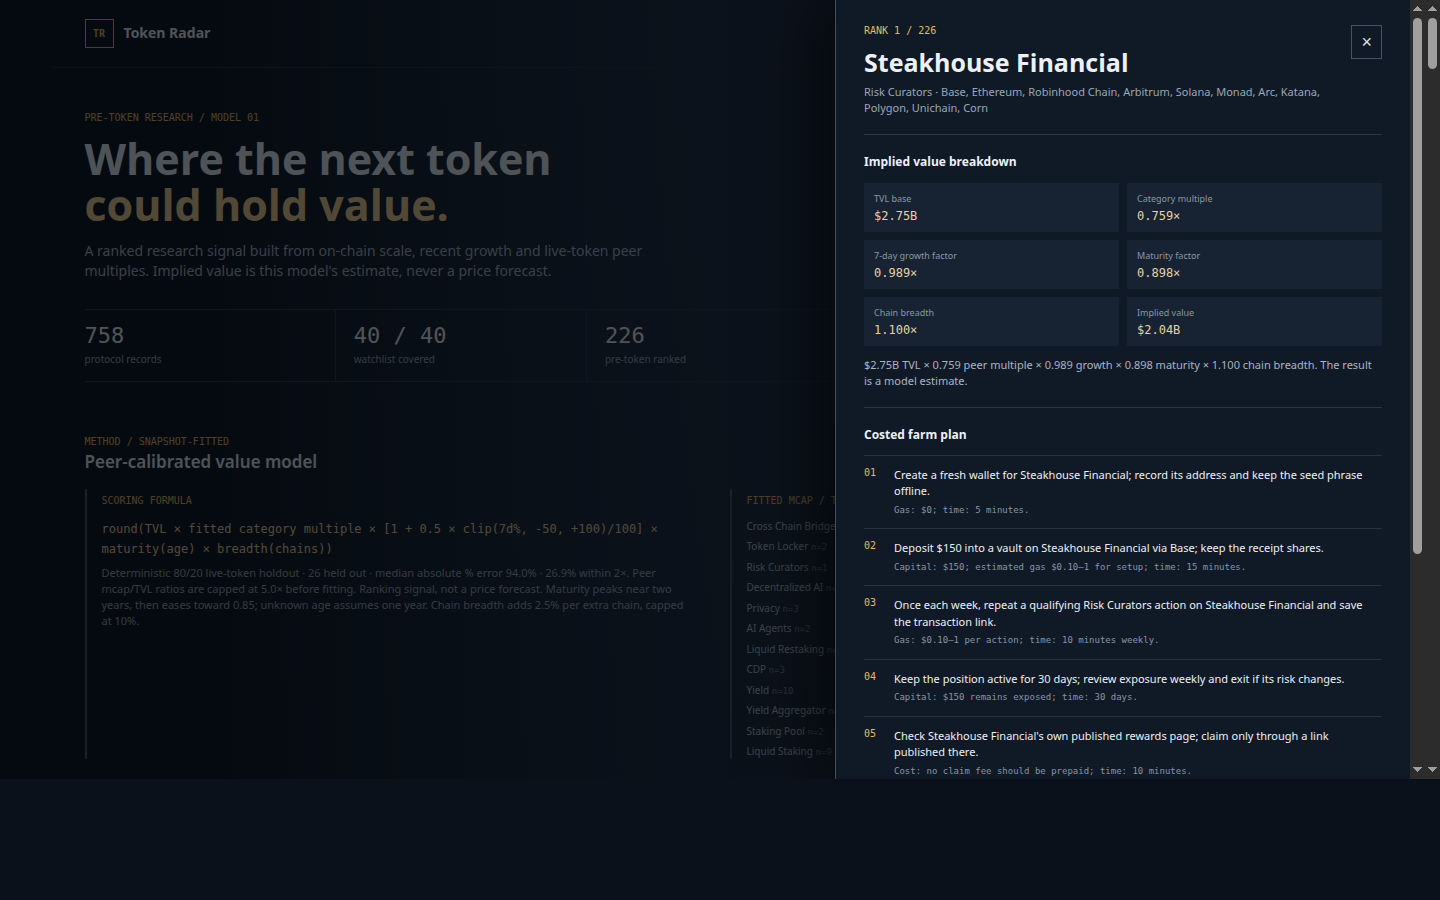 TR
Token Radar
PRE-TOKEN RESEARCH / MODEL 01
Where the next token
could hold value.
A ranked research signal built from on-chain scale, recent growth and live-token peer
multiples. Implied value is this model's estimate, never a price forecast.
758
protocol records
40 / 40
watchlist covered
226
pre-token ranked
METHOD / SNAPSHOT-FITTED
Peer-calibrated value model
SCORING FORMULA
round(TVL × fitted category multiple × [1 + 0.5 × clip(7d%, -50, +100)/100] ×
maturity(age) × breadth(chains))
Deterministic 80/20 live-token holdout · 26 held out · median absolute % error 94.0% · 26.9% within 2×. Peer
mcap/TVL ratios are capped at 5.0× before fitting. Ranking signal, not a price forecast. Maturity peaks near two
years, then eases toward 0.85; unknown age assumes one year. Chain breadth adds 2.5% per extra chain, capped
at 10%.
FITTED MCAP / T
Cross Chain Bridge
Token Locker n=2
Risk Curators n=1
Decentralized AI n=
Privacy n=3
AI Agents n=2
Liquid Restaking n=
CDP n=3
Yield n=10
Yield Aggregator n=
Staking Pool n=2
Liquid Staking n=9
RANK 1 / 226
×
Steakhouse Financial
Risk Curators · Base, Ethereum, Robinhood Chain, Arbitrum, Solana, Monad, Arc, Katana,
Polygon, Unichain, Corn
Implied value breakdown
TVL base
$2.75B
Category multiple
0.759×
7-day growth factor
0.989×
Maturity factor
0.898×
Chain breadth
1.100×
Implied value
$2.04B
$2.75B TVL × 0.759 peer multiple × 0.989 growth × 0.898 maturity × 1.100 chain breadth. The result
is a model estimate.
Costed farm plan
01
Create a fresh wallet for Steakhouse Financial; record its address and keep the seed phrase
offline.
Gas: $0; time: 5 minutes.
02
Deposit $150 into a vault on Steakhouse Financial via Base; keep the receipt shares.
Capital: $150; estimated gas $0.10–1 for setup; time: 15 minutes.
03
Once each week, repeat a qualifying Risk Curators action on Steakhouse Financial and save
the transaction link.
Gas: $0.10–1 per action; time: 10 minutes weekly.
04
Keep the position active for 30 days; review exposure weekly and exit if its risk changes.
Capital: $150 remains exposed; time: 30 days.
05
Check Steakhouse Financial's own published rewards page; claim only through a link
published there.
Cost: no claim fee should be prepaid; time: 10 minutes.